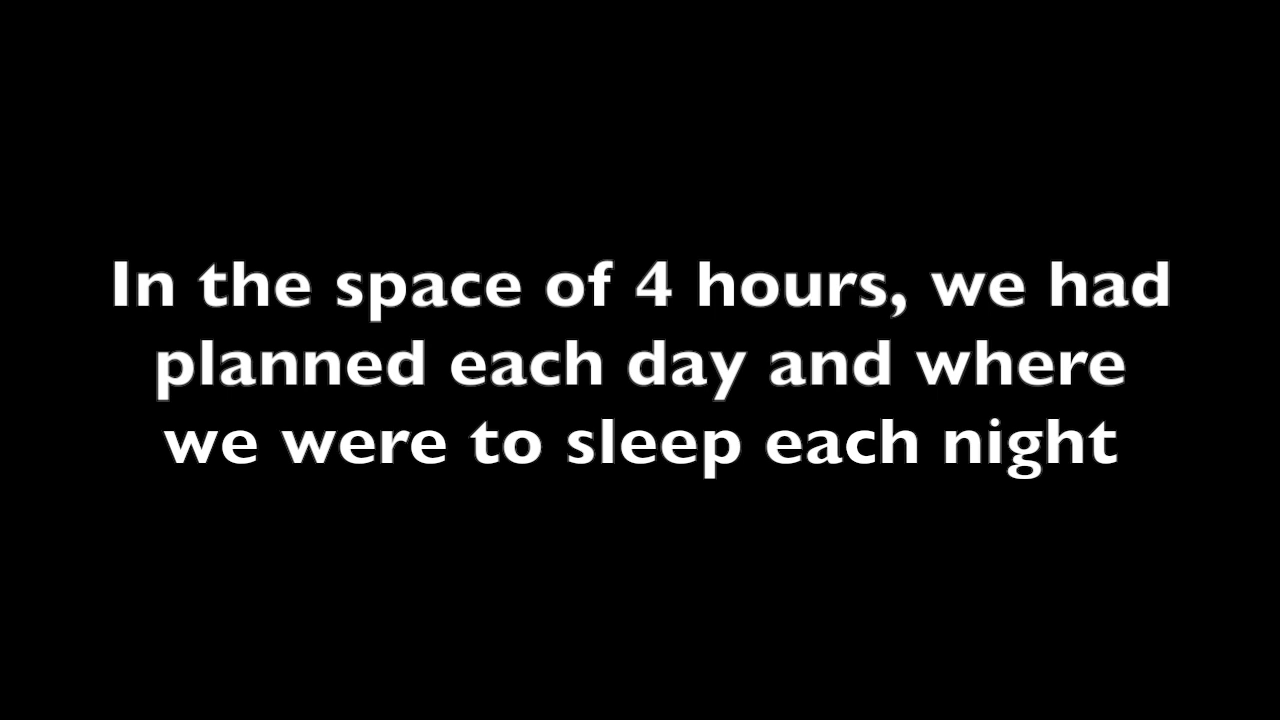 In the space of 4 hours, we had
planned each day and where
we were to sleep each night